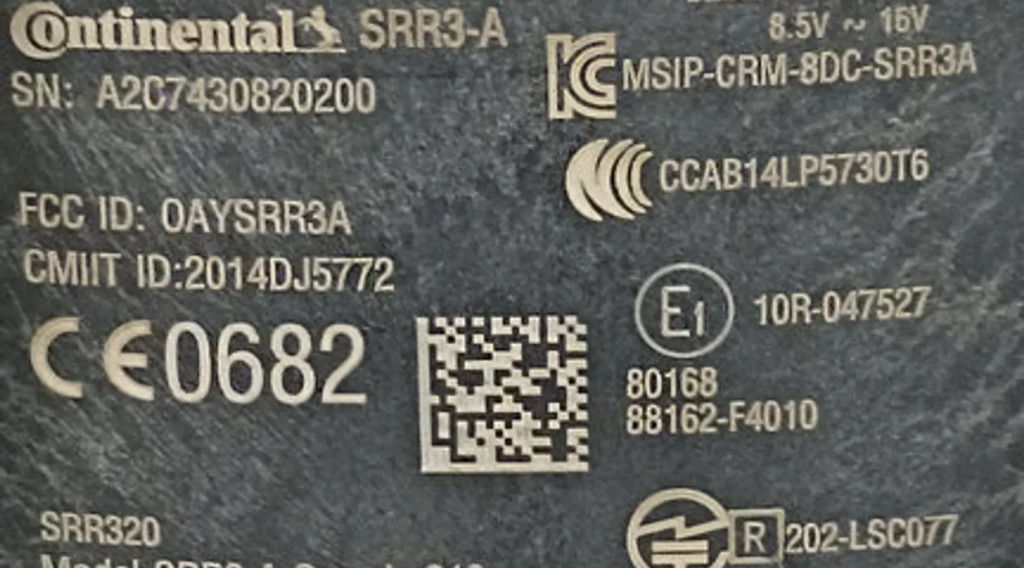 Continental SRR3-A
8.5V ~ 16V
SN: A2C7430820200
MSIP-CRM-8DC-SRR3A
CCAB14LP5730T6
FCC ID: OAYSRR3A
CMIIT ID:2014DJ5772
CE0682
E1 10R-047527
80168
88162-F4010
SRR320
R 202-LSC077